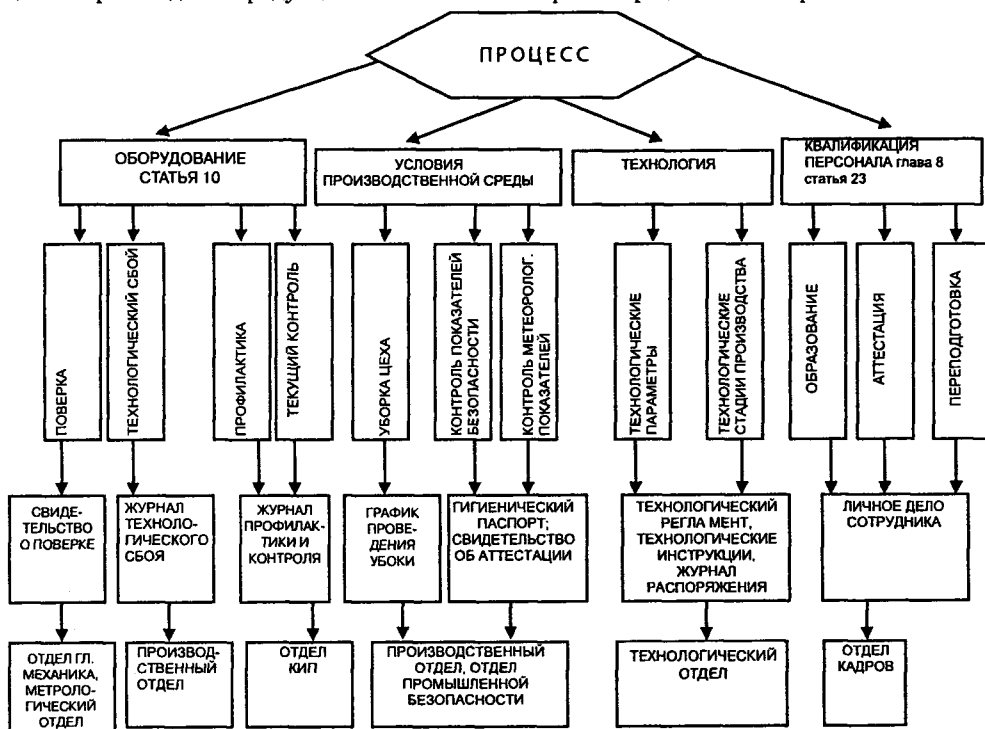 ПРОЦЕСС
ОБОРУДОВАНИЕ
СТАТЬЯ 10
УСЛОВИЯ
ПРОИЗВОДСТВЕННОЙ СРЕДЫ
ТЕХНОЛОГИЯ
КВАЛИФИКАЦИЯ
ПЕРСОНАЛА глава 8
статья 23
ПОВЕРКА
ТЕХНОЛОГИЧЕСКИЙ СБОЙ
ПРОФИЛАКТИКА
ТЕКУЩИЙ КОНТРОЛЬ
УБОРКА ЦЕХА
КОНТРОЛЬ ПОКАЗАТЕЛЕЙ
БЕЗОПАСНОСТИ
КОНТРОЛЬ МЕТЕОРОЛОГ.
ПОКАЗАТЕЛЕЙ
ТЕХНОЛОГИЧЕСКИЕ
ПАРАМЕТРЫ
ТЕХНОЛОГИЧЕСКИЕ
СТАДИИ ПРОИЗВОДСТВА
ОБРАЗОВАНИЕ
АТТЕСТАЦИЯ
ПЕРЕПОДГОТОВКА
СВИДЕ-
ТЕЛЬСТВО
О ПОВЕРКЕ
ЖУРНАЛ
ТЕХНОЛО-
ГИЧЕСКОГО
СБОЯ
ЖУРНАЛ
ПРОФИЛАК-
ТИКИ И
КОНТРОЛЯ
ГРАФИК
ПРОВЕ-
ДЕНИЯ
УБОКИ
ГИГИЕНИЧЕСКИЙ
ПАСПОРТ;
СВИДЕТЕЛЬСТВО
ОБ АТТЕСТАЦИИ
ТЕХНОЛОГИЧЕСКИЙ
РЕГЛА МЕНТ,
ТЕХНОЛОГИЧЕСКИЕ
ИНСТРУКЦИИ,
ЖУРНАЛ
РАСПОРЯЖЕНИЯ
ЛИЧНОЕ ДЕЛО
СОТРУДНИКА
ОТДЕЛ ГЛ.
МЕХАНИКА,
МЕТРОЛО-
ГИЧЕСКИЙ
ОТДЕЛ
ПРОИЗВОД-
СТВЕННЫЙ
ОТДЕЛ
ОТДЕЛ
КИП
ПРОИЗВОДСТВЕННЫЙ
ОТДЕЛ, ОТДЕЛ
ПРОМЫШЛЕННОЙ
БЕЗОПАСНОСТИ
ТЕХНОЛОГИЧЕСКИЙ
ОТДЕЛ
ОТДЕЛ
КАДРОВ